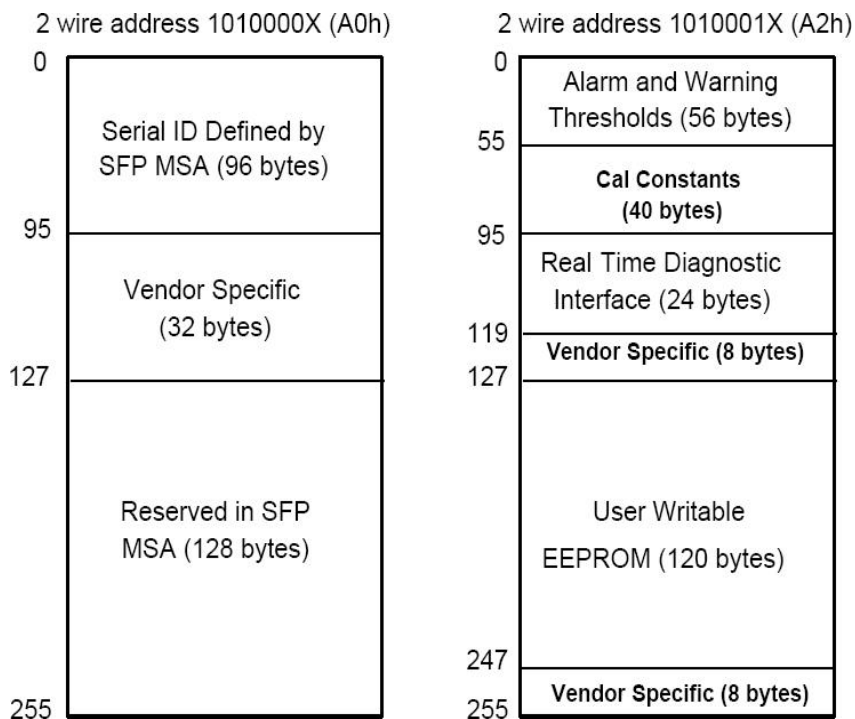 2 wire address 1010000X (A0h)
0
Serial ID Defined by
SFP MSA (96 bytes)
95
Vendor Specific
(32 bytes)
127
Reserved in SFP
MSA (128 bytes)
255
2 wire address 1010001X (A2h)
0
Alarm and Warning
Thresholds (56 bytes)
55
Cal Constants
(40 bytes)
95
Real Time Diagnostic
Interface (24 bytes)
119
Vendor Specific (8 bytes)
127
User Writable
EEPROM (120 bytes)
247
Vendor Specific (8 bytes)
255